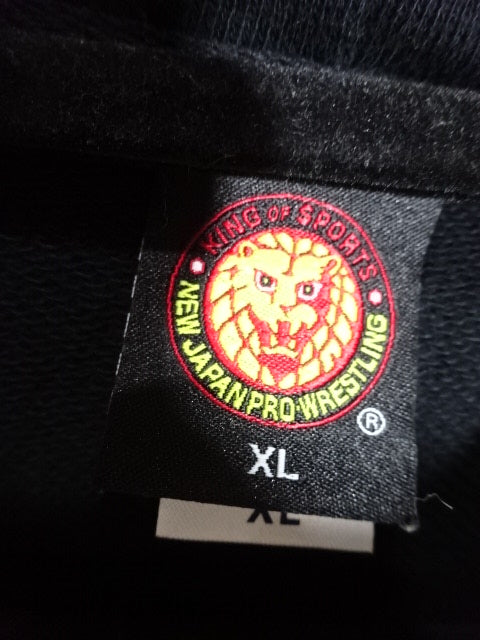 KING OF SPORTS
NEW JAPAN PRO-WRESTLING
®
XL
XL